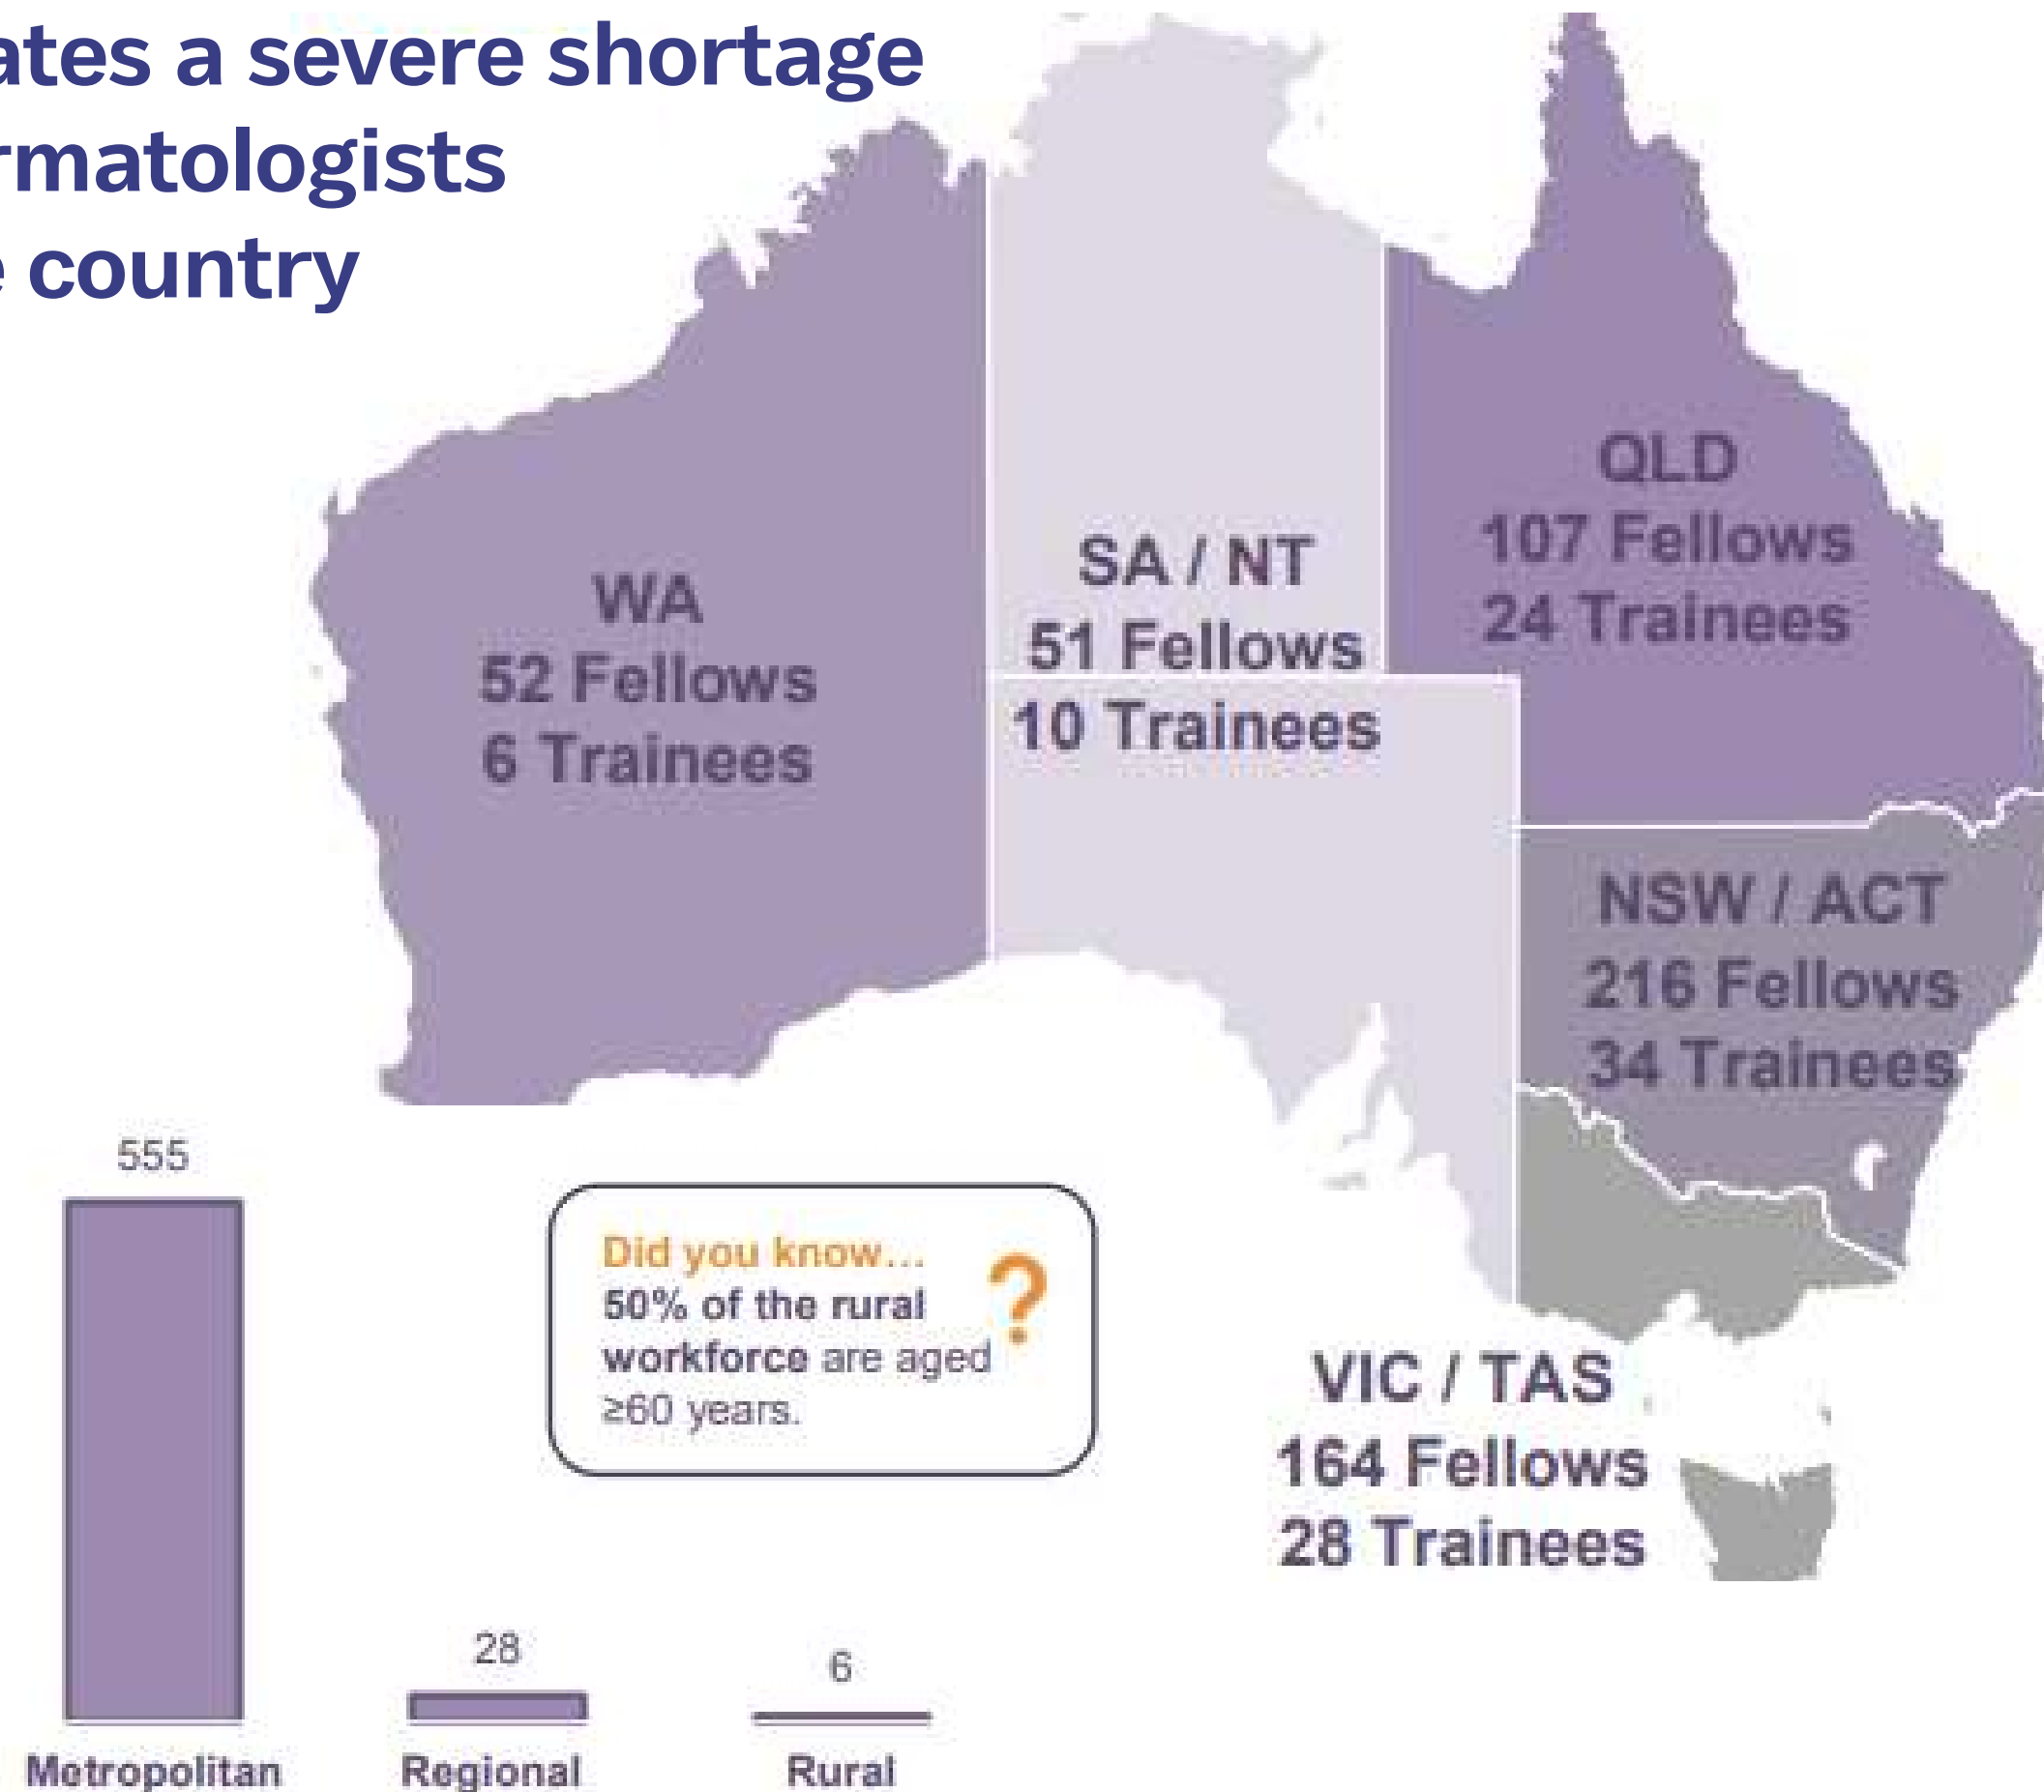 ates a severe shortage
rmatologists
e country
QLD
107 Fellows
24 Trainees
SA / NT
51 Fellows
10 Trainees
WA
52 Fellows
6 Trainees
NSW / ACT
216 Fellows
34 Trainees
VIC / TAS
164 Fellows
28 Trainees
Did you know...
50% of the rural
workforce are aged
≥60 years.
?
555
28
6
Metropolitan
Regional
Rural